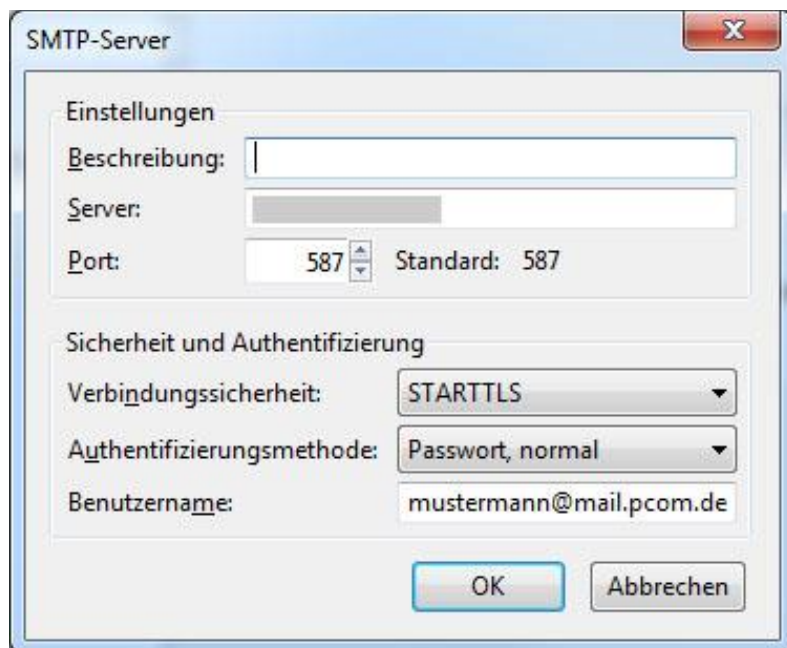 SMTP-Server
Einstellungen
Beschreibung:
Server:
Port: 587 Standard: 587
Sicherheit und Authentifizierung
Verbindungssicherheit: STARTTLS
Authentifizierungsmethode: Passwort, normal
Benutzername: mustermann@mail.pcom.de
OK Abbrechen